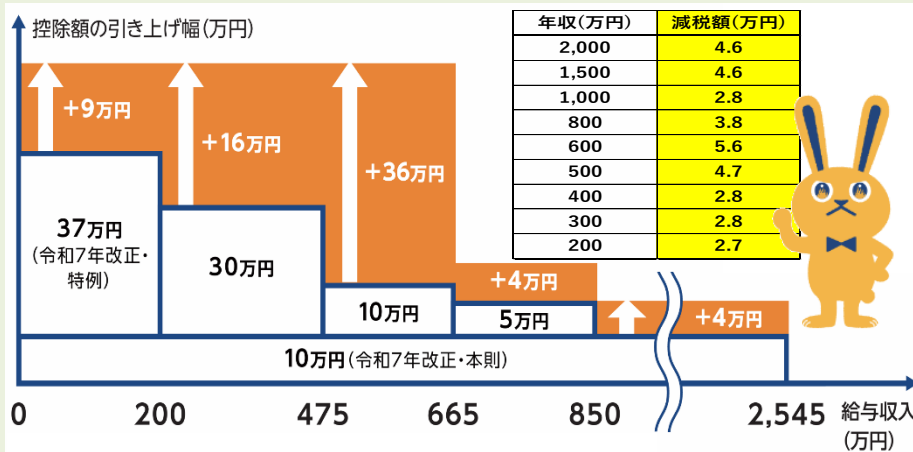 控除額の引き上げ幅(万円)
年収(万円) 減税額(万円)
2,000 4.6
1,500 4.6
1,000 2.8
800 3.8
600 5.6
500 4.7
400 2.8
300 2.8
200 2.7
+9万円
+16万円
+36万円
37万円
(令和7年改正・
特例)
30万円
10万円
+4万円
5万円
+4万円
10万円(令和7年改正・本則)
0 200 475 665 850 2,545 給与収入
(万円)